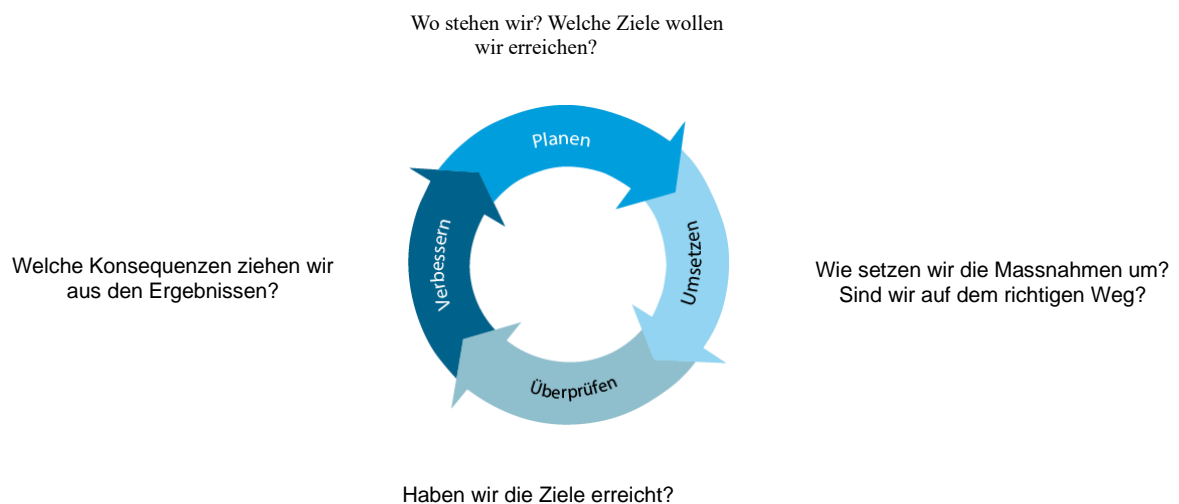 Wo stehen wir? Welche Ziele wollen
wir erreichen?
Planen
Umsetzen
Verbessern
Überprüfen
Welche Konsequenzen ziehen wir
aus den Ergebnissen?
Wie setzen wir die Massnahmen um?
Sind wir auf dem richtigen Weg?
Haben wir die Ziele erreicht?